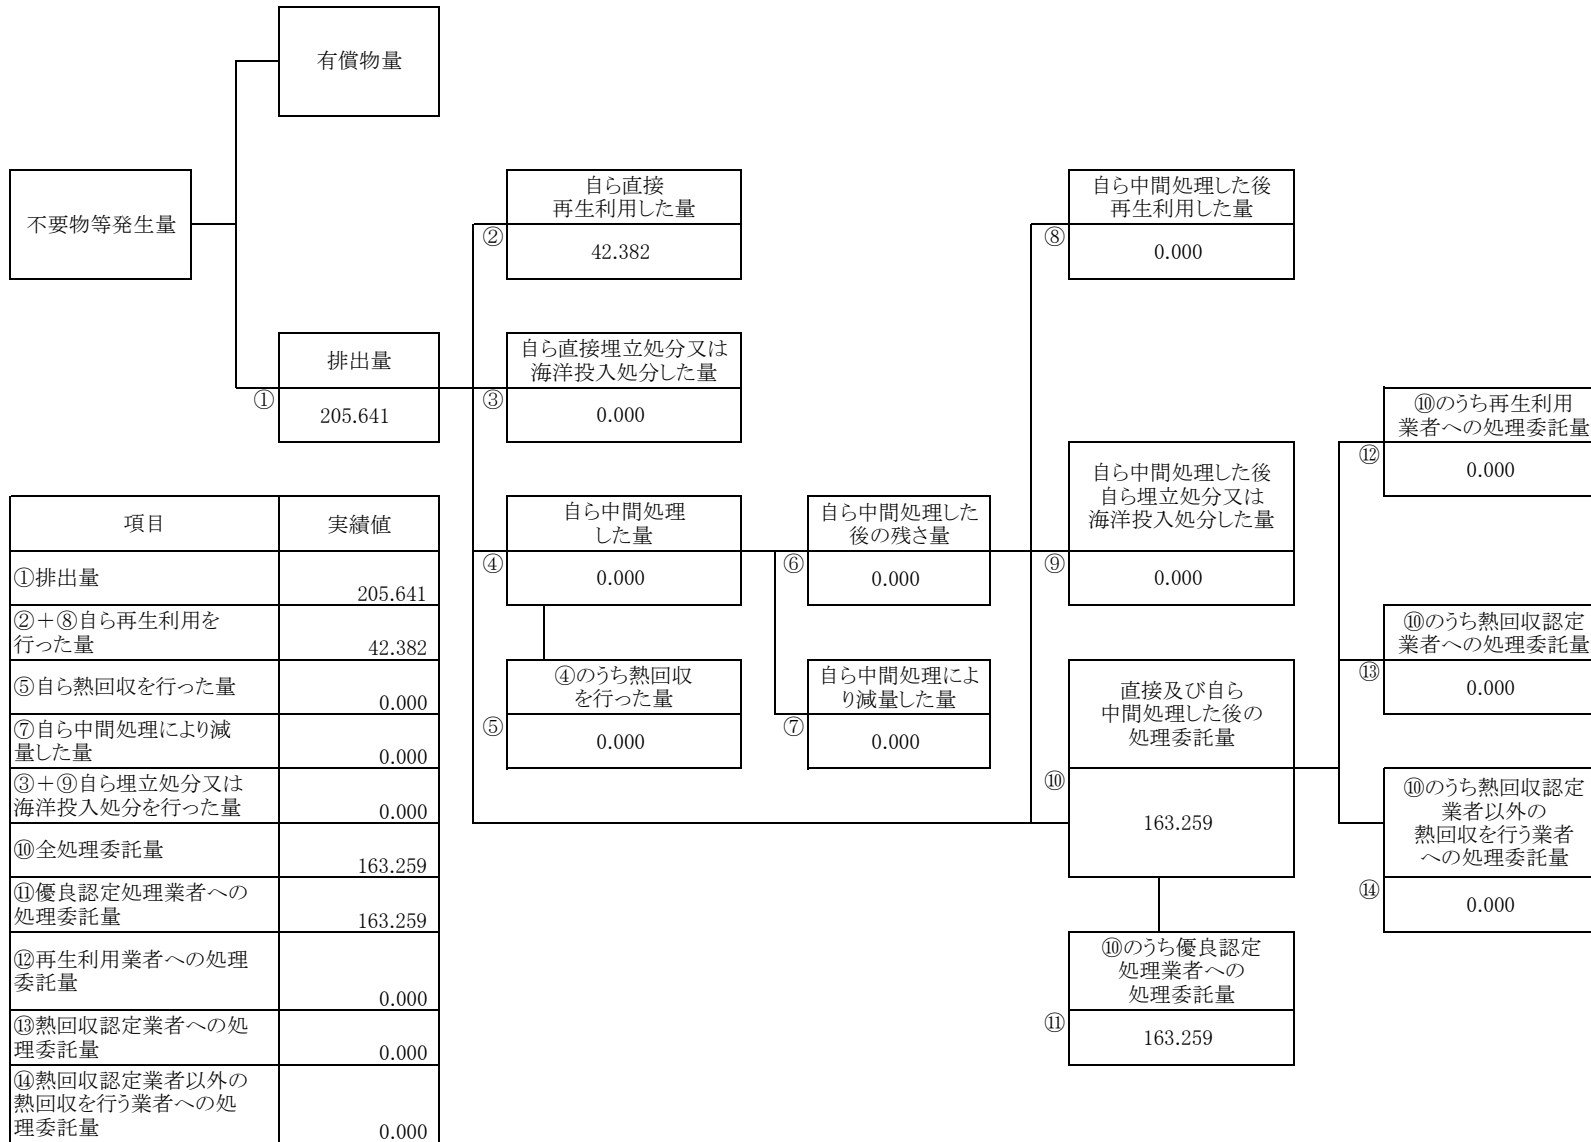 有償物量
不要物等発生量
自ら直接
再生利用した量
②
42.382
自ら中間処理した後
再生利用した量
⑧
0.000
排出量
①
205.641
自ら直接埋立処分又は
海洋投入処分した量
③
0.000
⑩のうち再生利用
業者への処理委託量
⑫
0.000
自ら中間処理
した量
④
0.000
自ら中間処理した
後の残さ量
⑥
0.000
自ら中間処理した後
自ら埋立処分又は
海洋投入処分した量
⑨
0.000
④のうち熱回収
を行った量
⑤
0.000
自ら中間処理によ
り減量した量
⑦
0.000
直接及び自ら
中間処理した後の
処理委託量
⑩
163.259
⑩のうち熱回収認定
業者への処理委託量
⑬
0.000
⑩のうち熱回収認定
業者以外の
熱回収を行う業者
への処理委託量
⑭
0.000
⑩のうち優良認定
処理業者への
処理委託量
⑪
163.259
項目 実績値
①排出量
205.641
②＋⑧自ら再生利用を
行った量 42.382
⑤自ら熱回収を行った量
0.000
⑦自ら中間処理により減
量した量 0.000
③＋⑨自ら埋立処分又は
海洋投入処分を行った量 0.000
⑩全処理委託量
163.259
⑪優良認定処理業者への
処理委託量 163.259
⑫再生利用業者への処理
委託量
0.000
⑬熱回収認定業者への処
理委託量 0.000
⑭熱回収認定業者以外の
熱回収を行う業者への処
理委託量 0.000